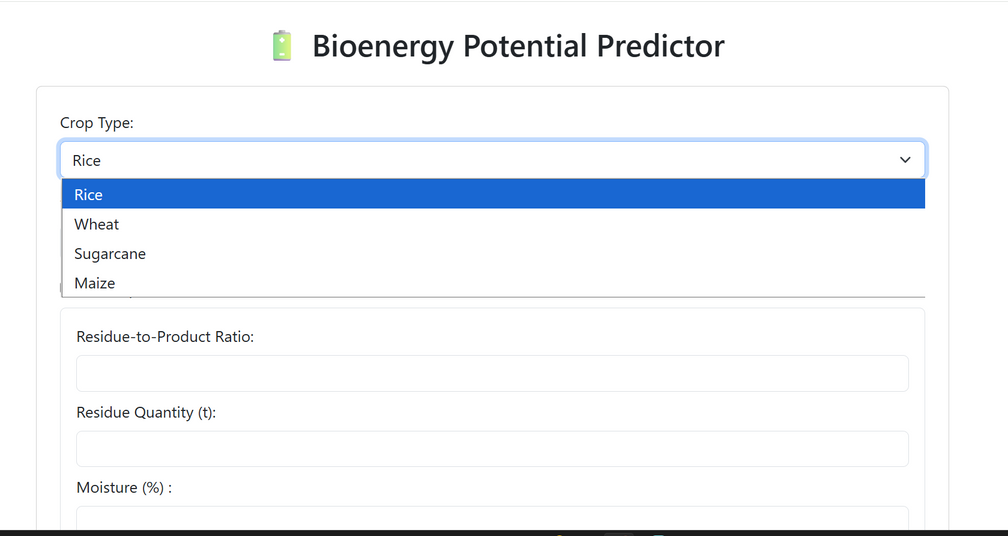 Bioenergy Potential Predictor
Crop Type:
Rice
Rice
Wheat
Sugarcane
Maize
Residue-to-Product Ratio:
Residue Quantity (t):
Moisture (%) :